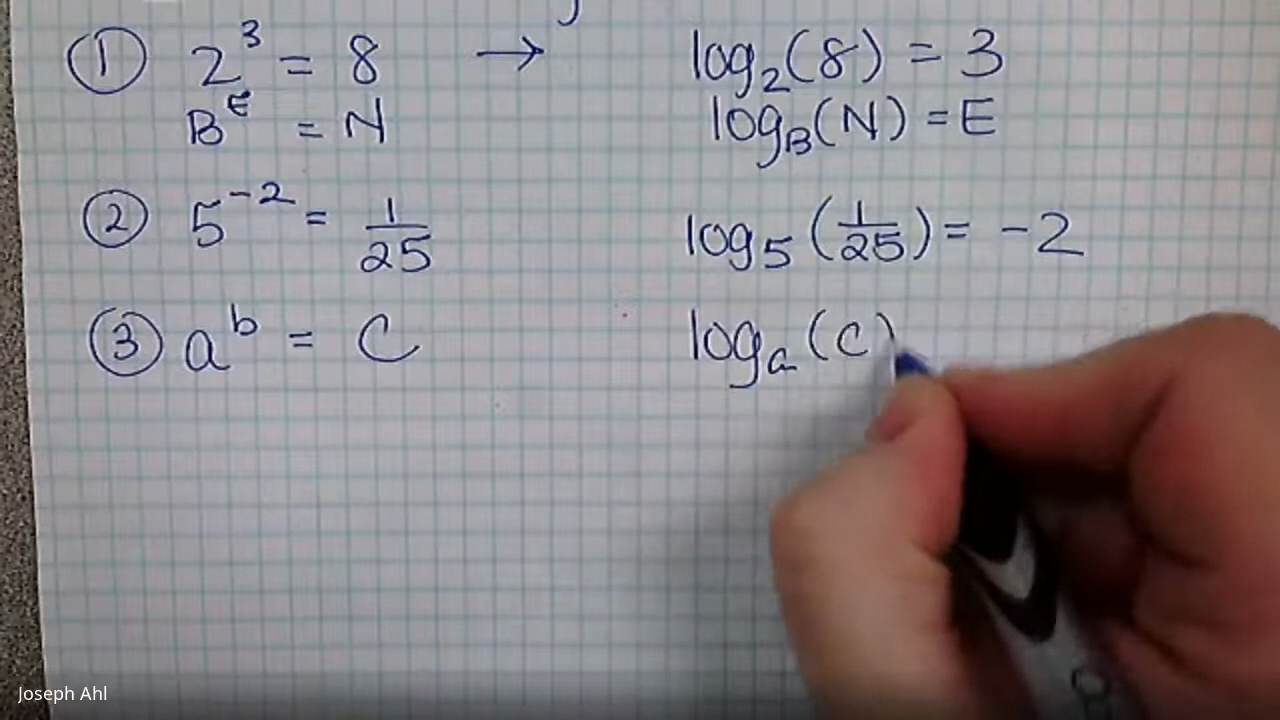 ① 2³ = 8 → log₂(8) = 3
B^E = N log_B(N) = E
② 5⁻² = 1/25 log₅(1/25) = -2
③ a^b = C logₐ(C)
Joseph Ahl